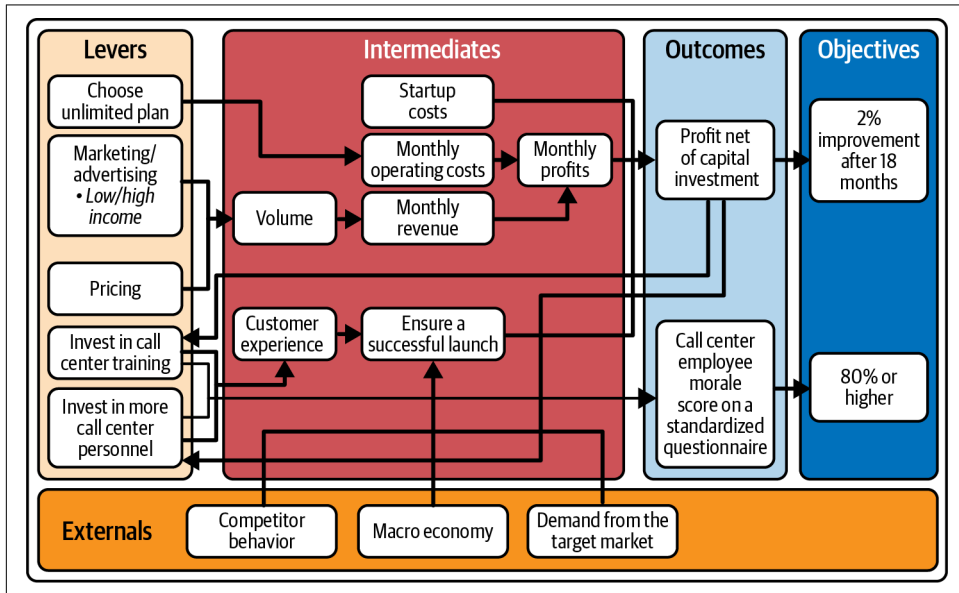 Levers
Choose
unlimited plan
Marketing/
advertising
• Low/high
income
Pricing
Invest in call
center training
Invest in more
call center
personnel
Intermediates
Startup
costs
Monthly
operating costs
Monthly
profits
Volume
Monthly
revenue
Customer
experience
Ensure a
successful launch
Outcomes
Profit net
of capital
investment
Call center
employee
morale
score on a
standardized
questionnaire
Objectives
2%
improvement
after 18
months
80% or
higher
Externals
Competitor
behavior
Macro economy
Demand from the
target market